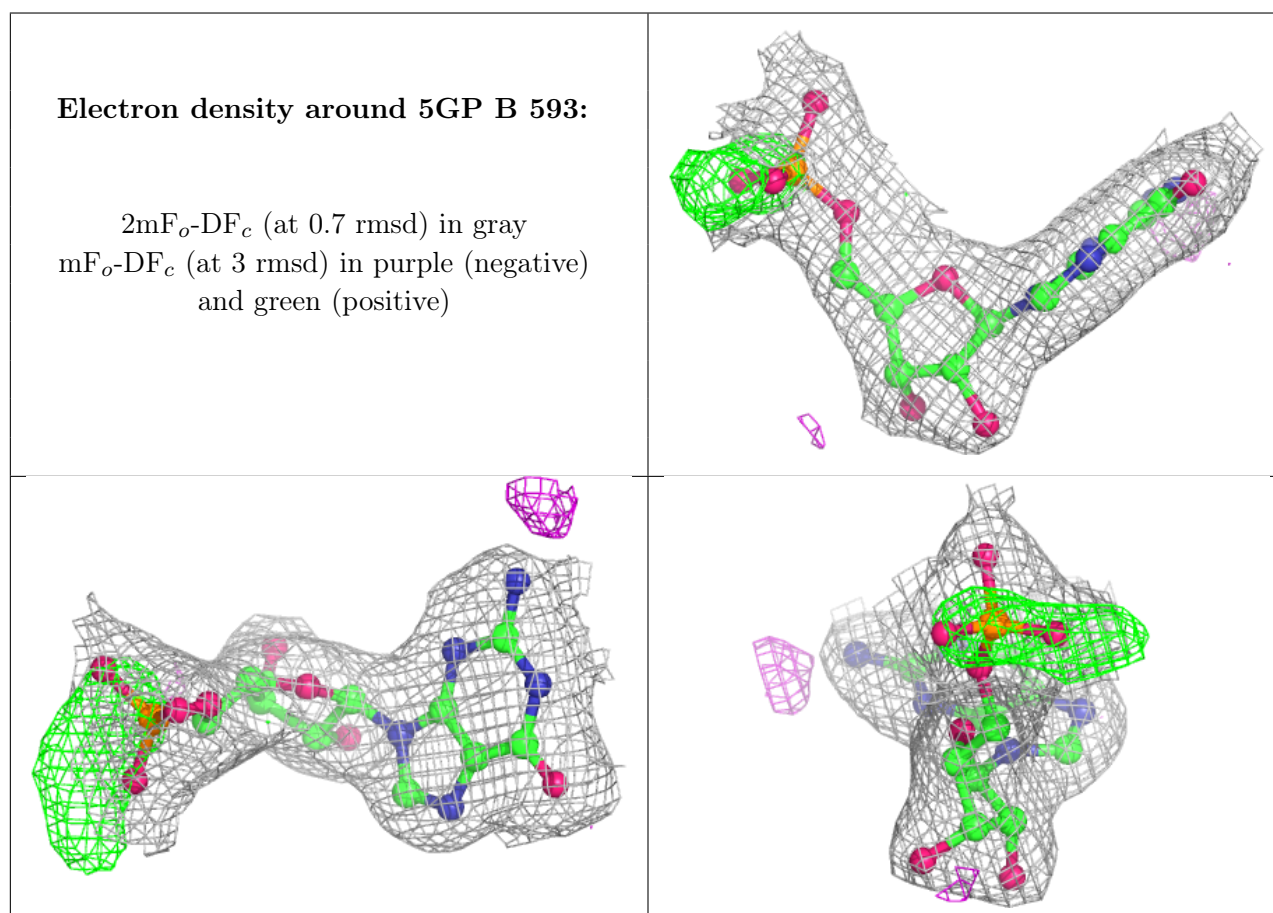 Electron density around 5GP B 593:
2mFo-DFc (at 0.7 rmsd) in gray
mFo-DFc (at 3 rmsd) in purple (negative)
and green (positive)